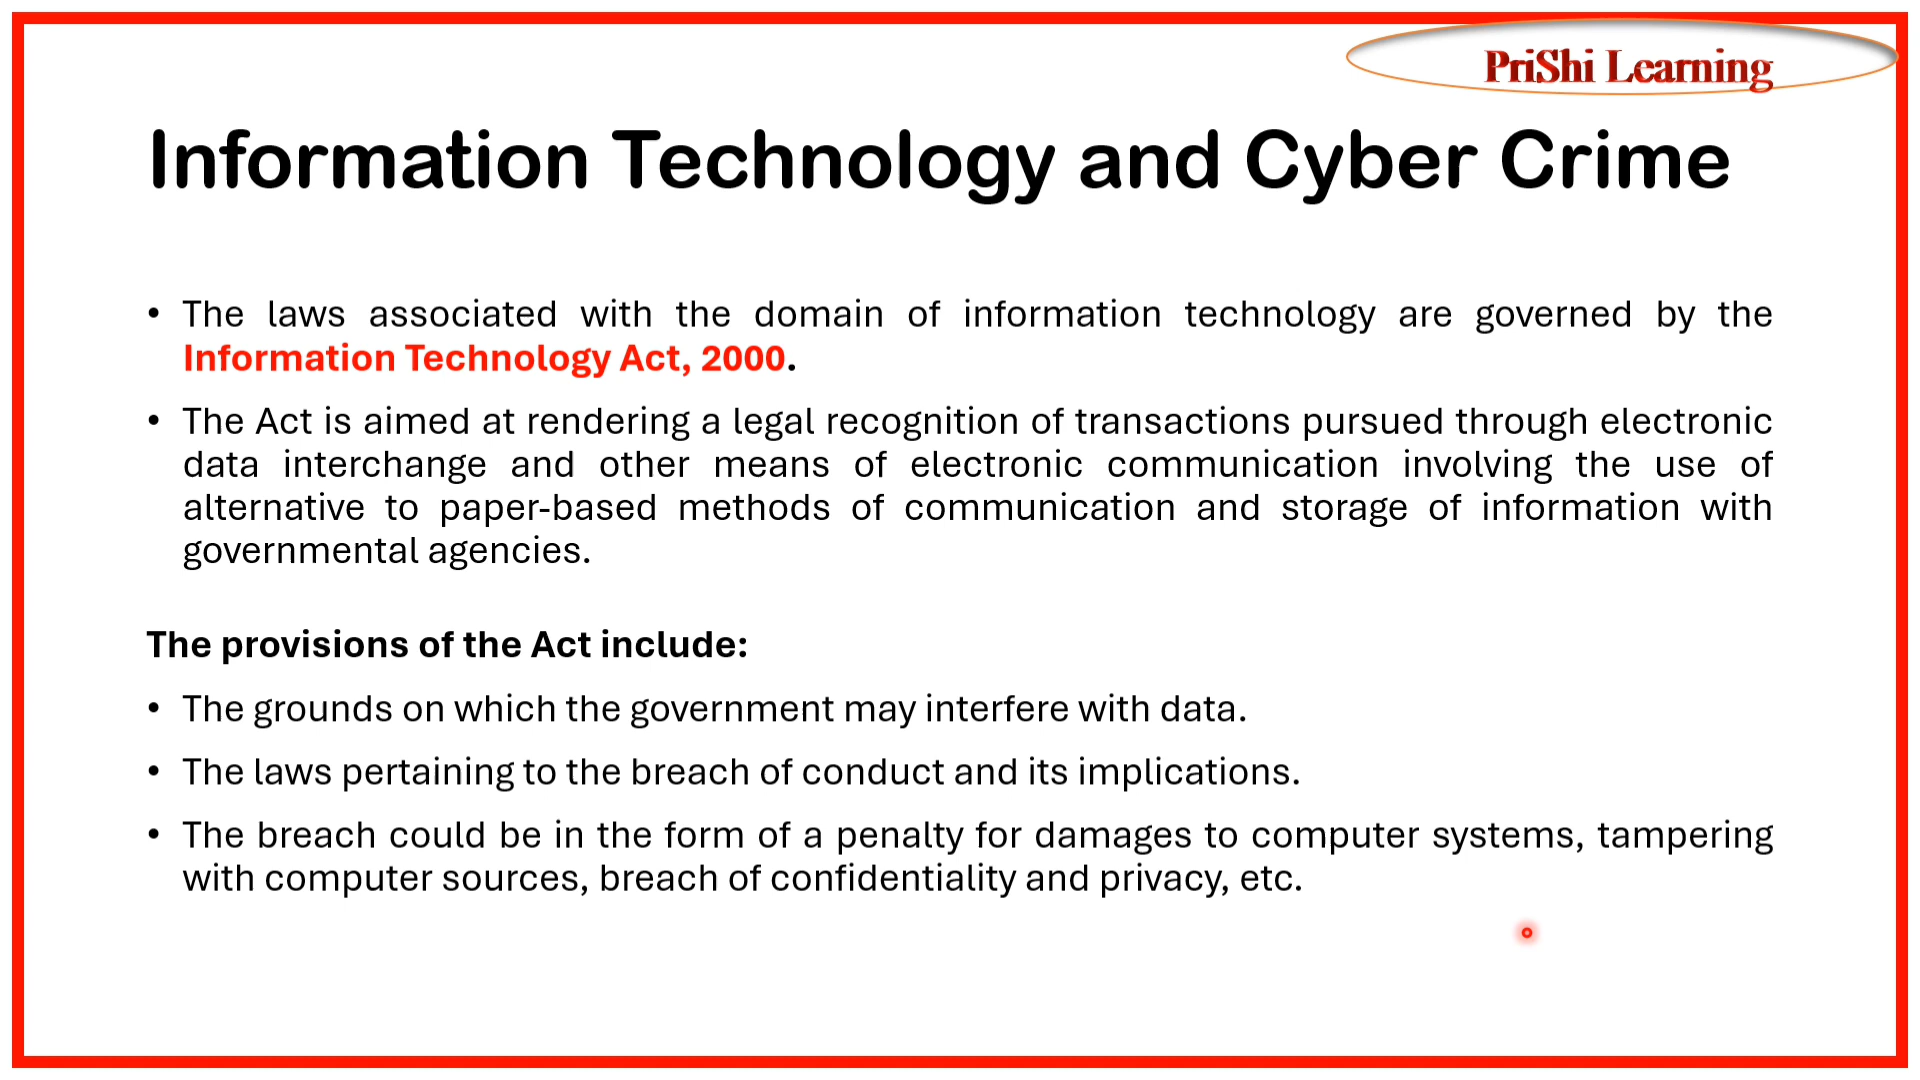 PriShi Learning
Information Technology and Cyber Crime
• The laws associated with the domain of information technology are governed by the
Information Technology Act, 2000.
• The Act is aimed at rendering a legal recognition of transactions pursued through electronic
data interchange and other means of electronic communication involving the use of
alternative to paper-based methods of communication and storage of information with
governmental agencies.
The provisions of the Act include:
• The grounds on which the government may interfere with data.
• The laws pertaining to the breach of conduct and its implications.
• The breach could be in the form of a penalty for damages to computer systems, tampering
with computer sources, breach of confidentiality and privacy, etc.